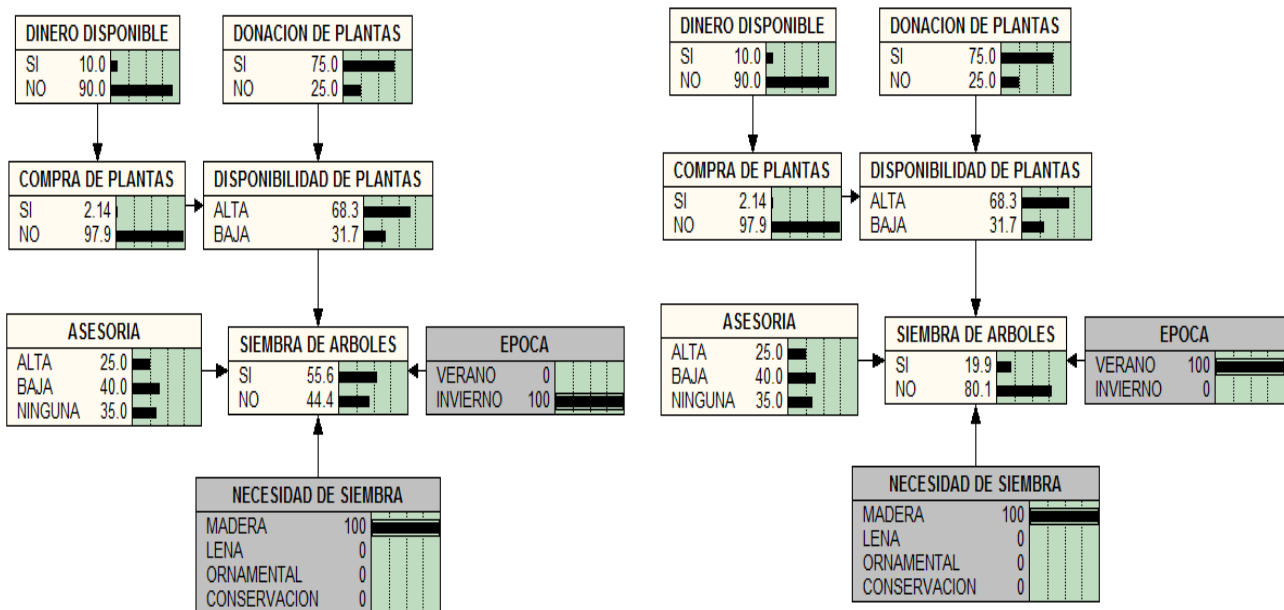 DINERO DISPONIBLE
SI 10.0
NO 90.0
DONACION DE PLANTAS
SI 75.0
NO 25.0
COMPRA DE PLANTAS
SI 2.14
NO 97.9
DISPONIBILIDAD DE PLANTAS
ALTA 68.3
BAJA 31.7
ASESORIA
ALTA 25.0
BAJA 40.0
NINGUNA 35.0
SIEMBRA DE ARBOLES
SI 55.6
NO 44.4
EPOCA
VERANO 0
INVIERNO 100
NECESIDAD DE SIEMBRA
MADERA 100
LENA 0
ORNAMENTAL 0
CONSERVACION 0
DINERO DISPONIBLE
SI 10.0
NO 90.0
DONACION DE PLANTAS
SI 75.0
NO 25.0
COMPRA DE PLANTAS
SI 2.14
NO 97.9
DISPONIBILIDAD DE PLANTAS
ALTA 68.3
BAJA 31.7
ASESORIA
ALTA 25.0
BAJA 40.0
NINGUNA 35.0
SIEMBRA DE ARBOLES
SI 19.9
NO 80.1
EPOCA
VERANO 100
INVIERNO 0
NECESIDAD DE SIEMBRA
MADERA 100
LENA 0
ORNAMENTAL 0
CONSERVACION 0